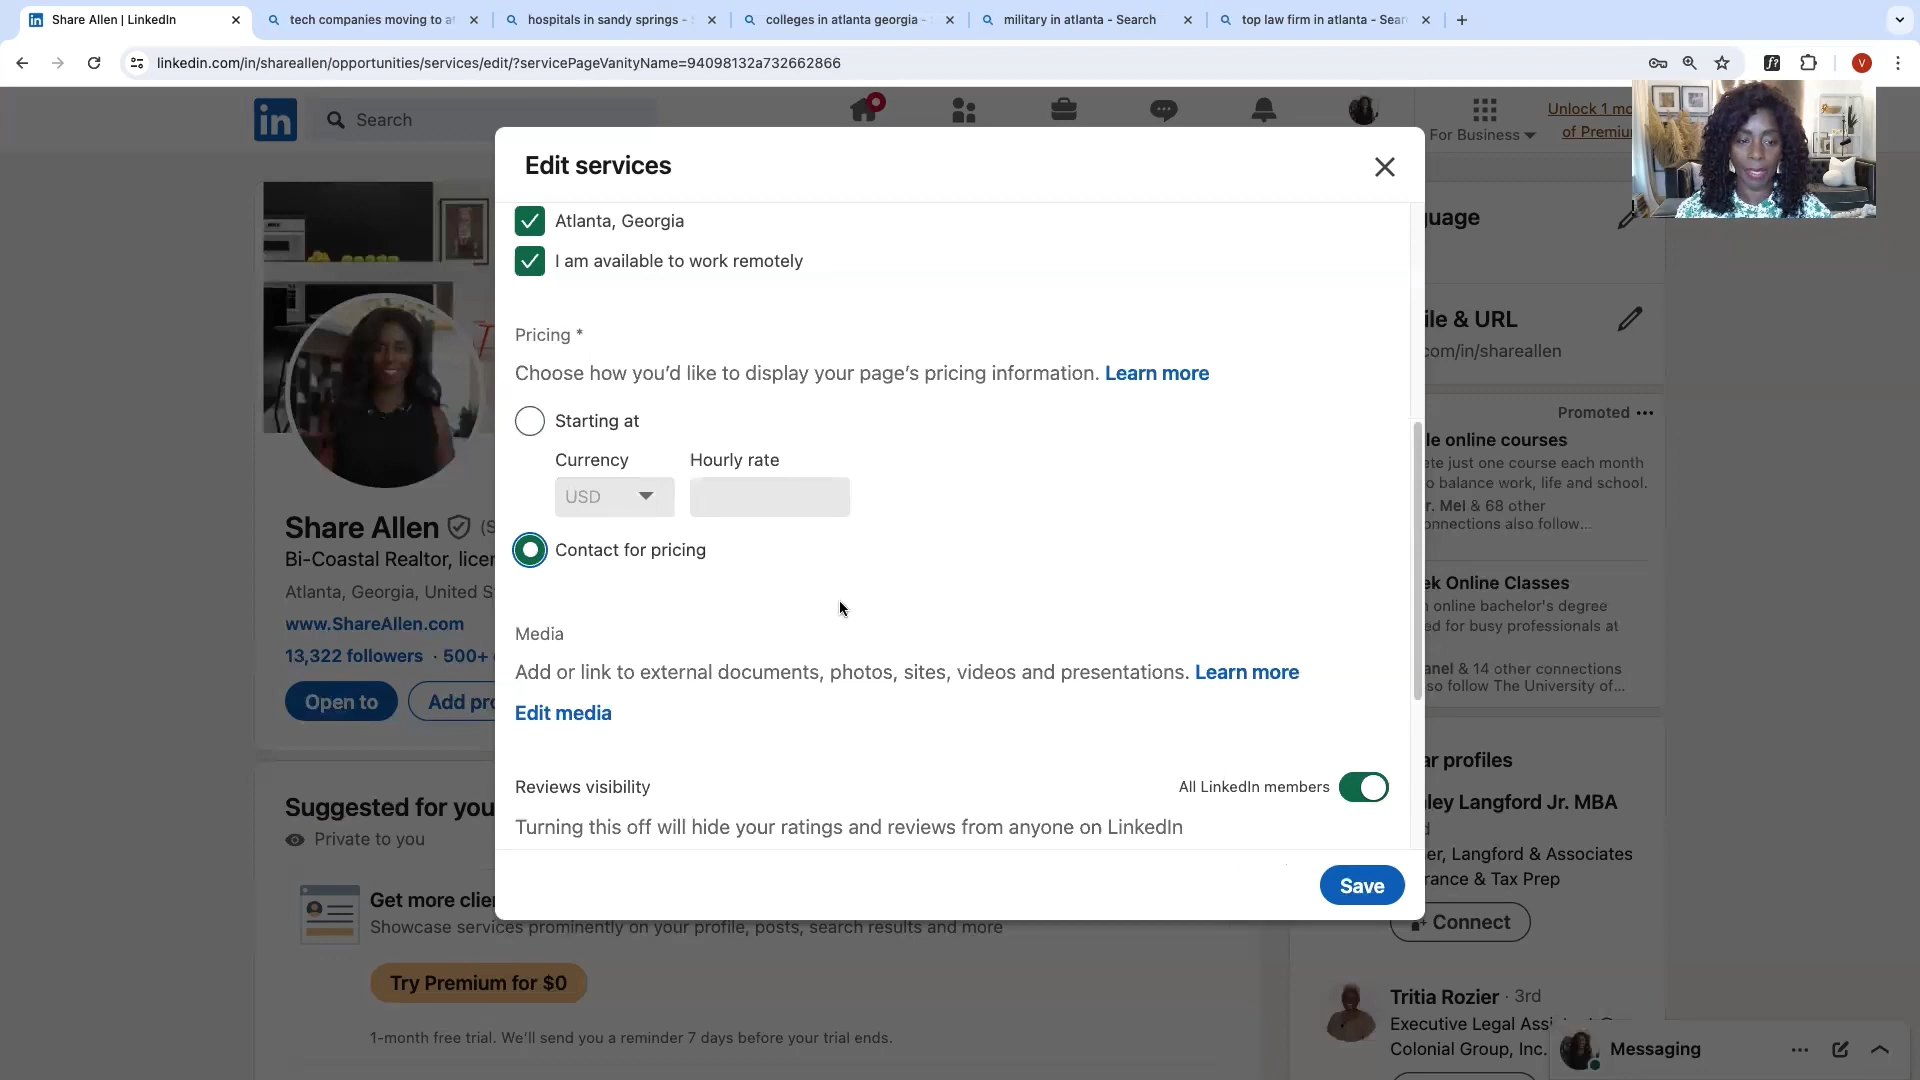 Share Allen | LinkedIn
tech companies moving to a
hospitals in sandy springs -
colleges in atlanta georgia -
military in atlanta - Search
top law firm in atlanta - Sear
linkedin.com/in/shareallen/opportunities/services/edit/?servicePageVanityName=94098132a732662866
V
in
Search
For Business
Unlock 1 mo
of Premiu
Edit services
Atlanta, Georgia
I am available to work remotely
Pricing *
Choose how you’d like to display your page’s pricing information. Learn more
Starting at
Currency
Hourly rate
USD
Contact for pricing
Media
Add or link to external documents, photos, sites, videos and presentations. Learn more
Edit media
Reviews visibility
All LinkedIn members
Turning this off will hide your ratings and reviews from anyone on LinkedIn
Save
Share Allen (S
Bi-Coastal Realtor, licen
Atlanta, Georgia, United S
www.ShareAllen.com
13,322 followers · 500+
Open to
Add pro
Suggested for you
Private to you
Get more clie
Showcase services prominently on your profile, posts, search results and more
Try Premium for $0
1-month free trial. We’ll send you a reminder 7 days before your trial ends.
guage
ile & URL
com/in/shareallen
Promoted
le online courses
ete just one course each month
o balance work, life and school.
r. Mel & 68 other
onnections also follow...
ek Online Classes
n online bachelor's degree
ed for busy professionals at
anel & 14 other connections
so follow The University of...
ar profiles
ley Langford Jr. MBA
d
er, Langford & Associates
rance & Tax Prep
Connect
Tritia Rozier · 3rd
Executive Legal Assi
Colonial Group, Inc.
Messaging